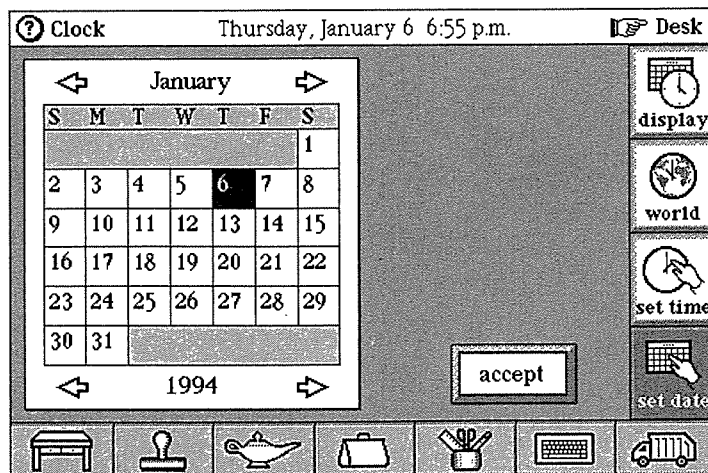 ? Clock Thursday, January 6 6:55 p.m. Desk
January
S M T W T F S
1
2 3 4 5 6 7 8
9 10 11 12 13 14 15
16 17 18 19 20 21 22
23 24 25 26 27 28 29
30 31
1994
accept
display
world
set time
set date